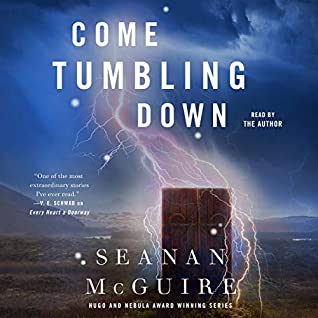 COME
TUMBLING
DOWN
READ BY
THE AUTHOR
"One of the most
extraordinary stories
I've ever read."
—V. E. SCHWAB on
Every Heart a Doorway
SEANAN
McGUIRE
HUGO AND NEBULA AWARD WINNING SERIES